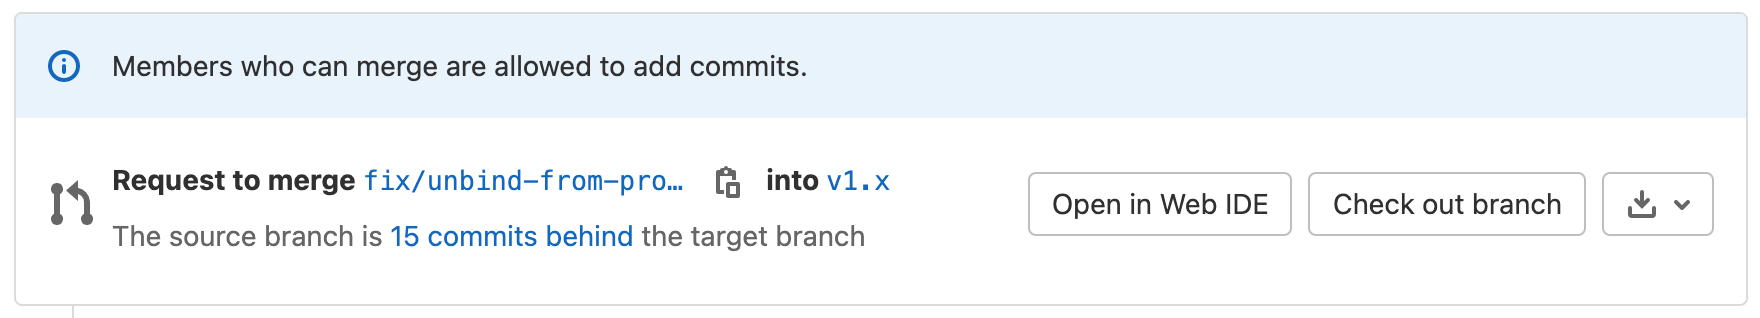 Members who can merge are allowed to add commits.
Request to merge fix/unbind-from-pro… into v1.x
The source branch is 15 commits behind the target branch
Open in Web IDE
Check out branch